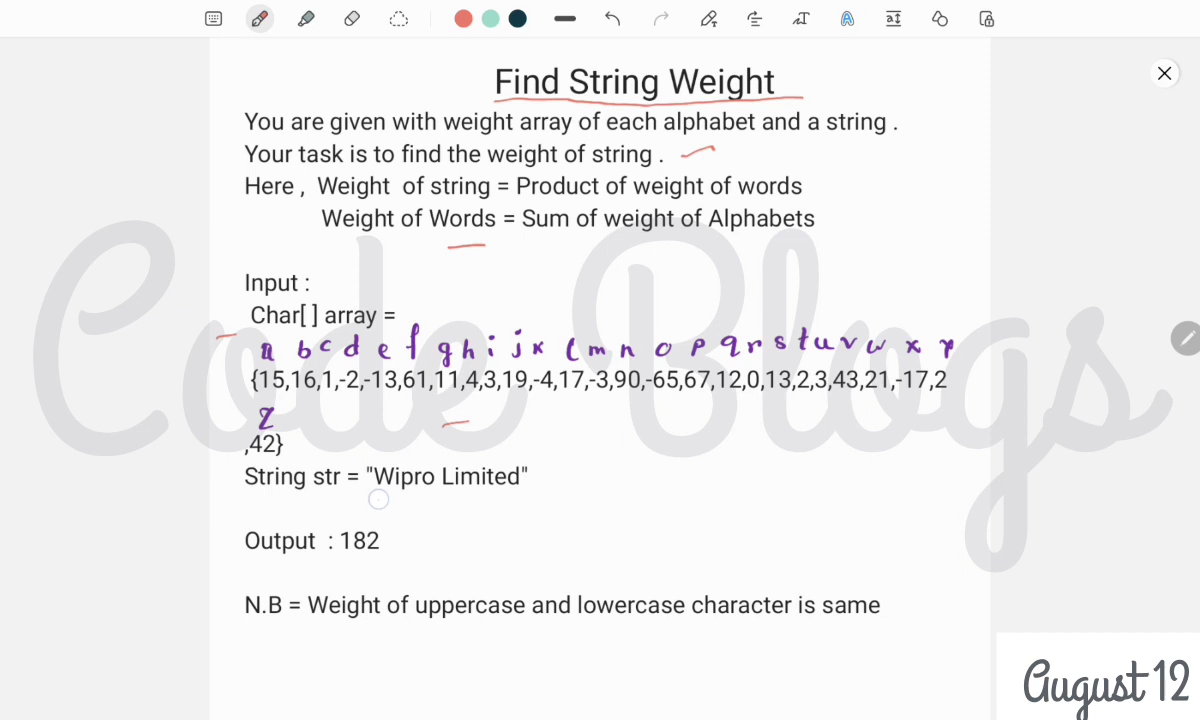 Find String Weight
You are given with weight array of each alphabet and a string .
Your task is to find the weight of string .
Here , Weight of string = Product of weight of words
Weight of Words = Sum of weight of Alphabets
Input :
Char[ ] array =
a b c d e f g h i j k l m n o p q r s t u v w x y
{15,16,1,-2,-13,61,11,4,3,19,-4,17,-3,90,-65,67,12,0,13,2,3,43,21,-17,2
z
,42}
String str = "Wipro Limited"
Output : 182
N.B = Weight of uppercase and lowercase character is same
Code Blogs
August 12